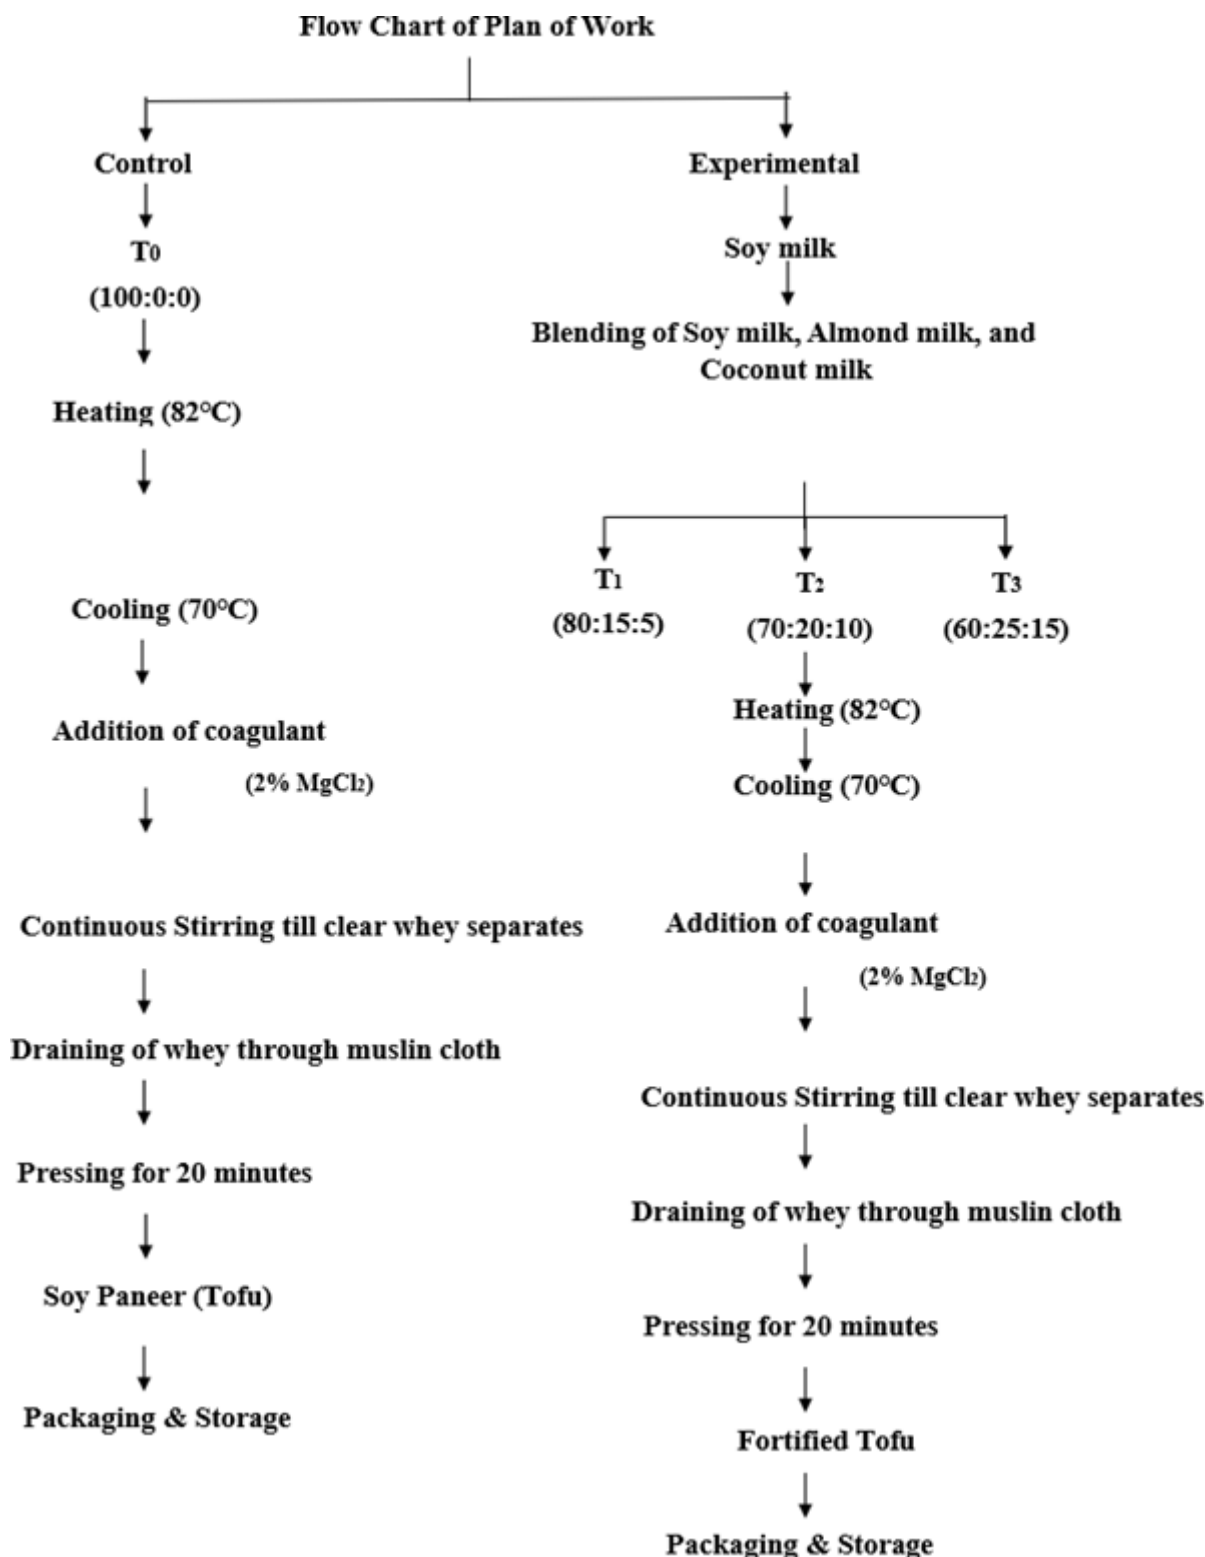 Flow Chart of Plan of Work
Control
T0
(100:0:0)
Heating (82°C)
Cooling (70°C)
Addition of coagulant
(2% MgCl2)
Continuous Stirring till clear whey separates
Draining of whey through muslin cloth
Pressing for 20 minutes
Soy Paneer (Tofu)
Packaging & Storage
Experimental
Soy milk
Blending of Soy milk, Almond milk, and
Coconut milk
T1
(80:15:5)
T2
(70:20:10)
T3
(60:25:15)
Heating (82°C)
Cooling (70°C)
Addition of coagulant
(2% MgCl2)
Continuous Stirring till clear whey separates
Draining of whey through muslin cloth
Pressing for 20 minutes
Fortified Tofu
Packaging & Storage